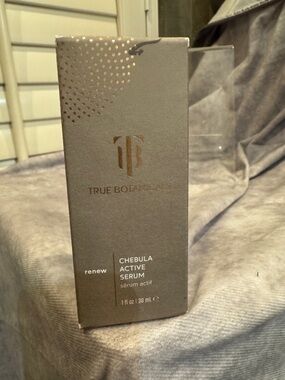 TRUE BOTANICALS
renew
CHEBULA
ACTIVE
SERUM
sérum actif
1 fl oz | 30 mL e